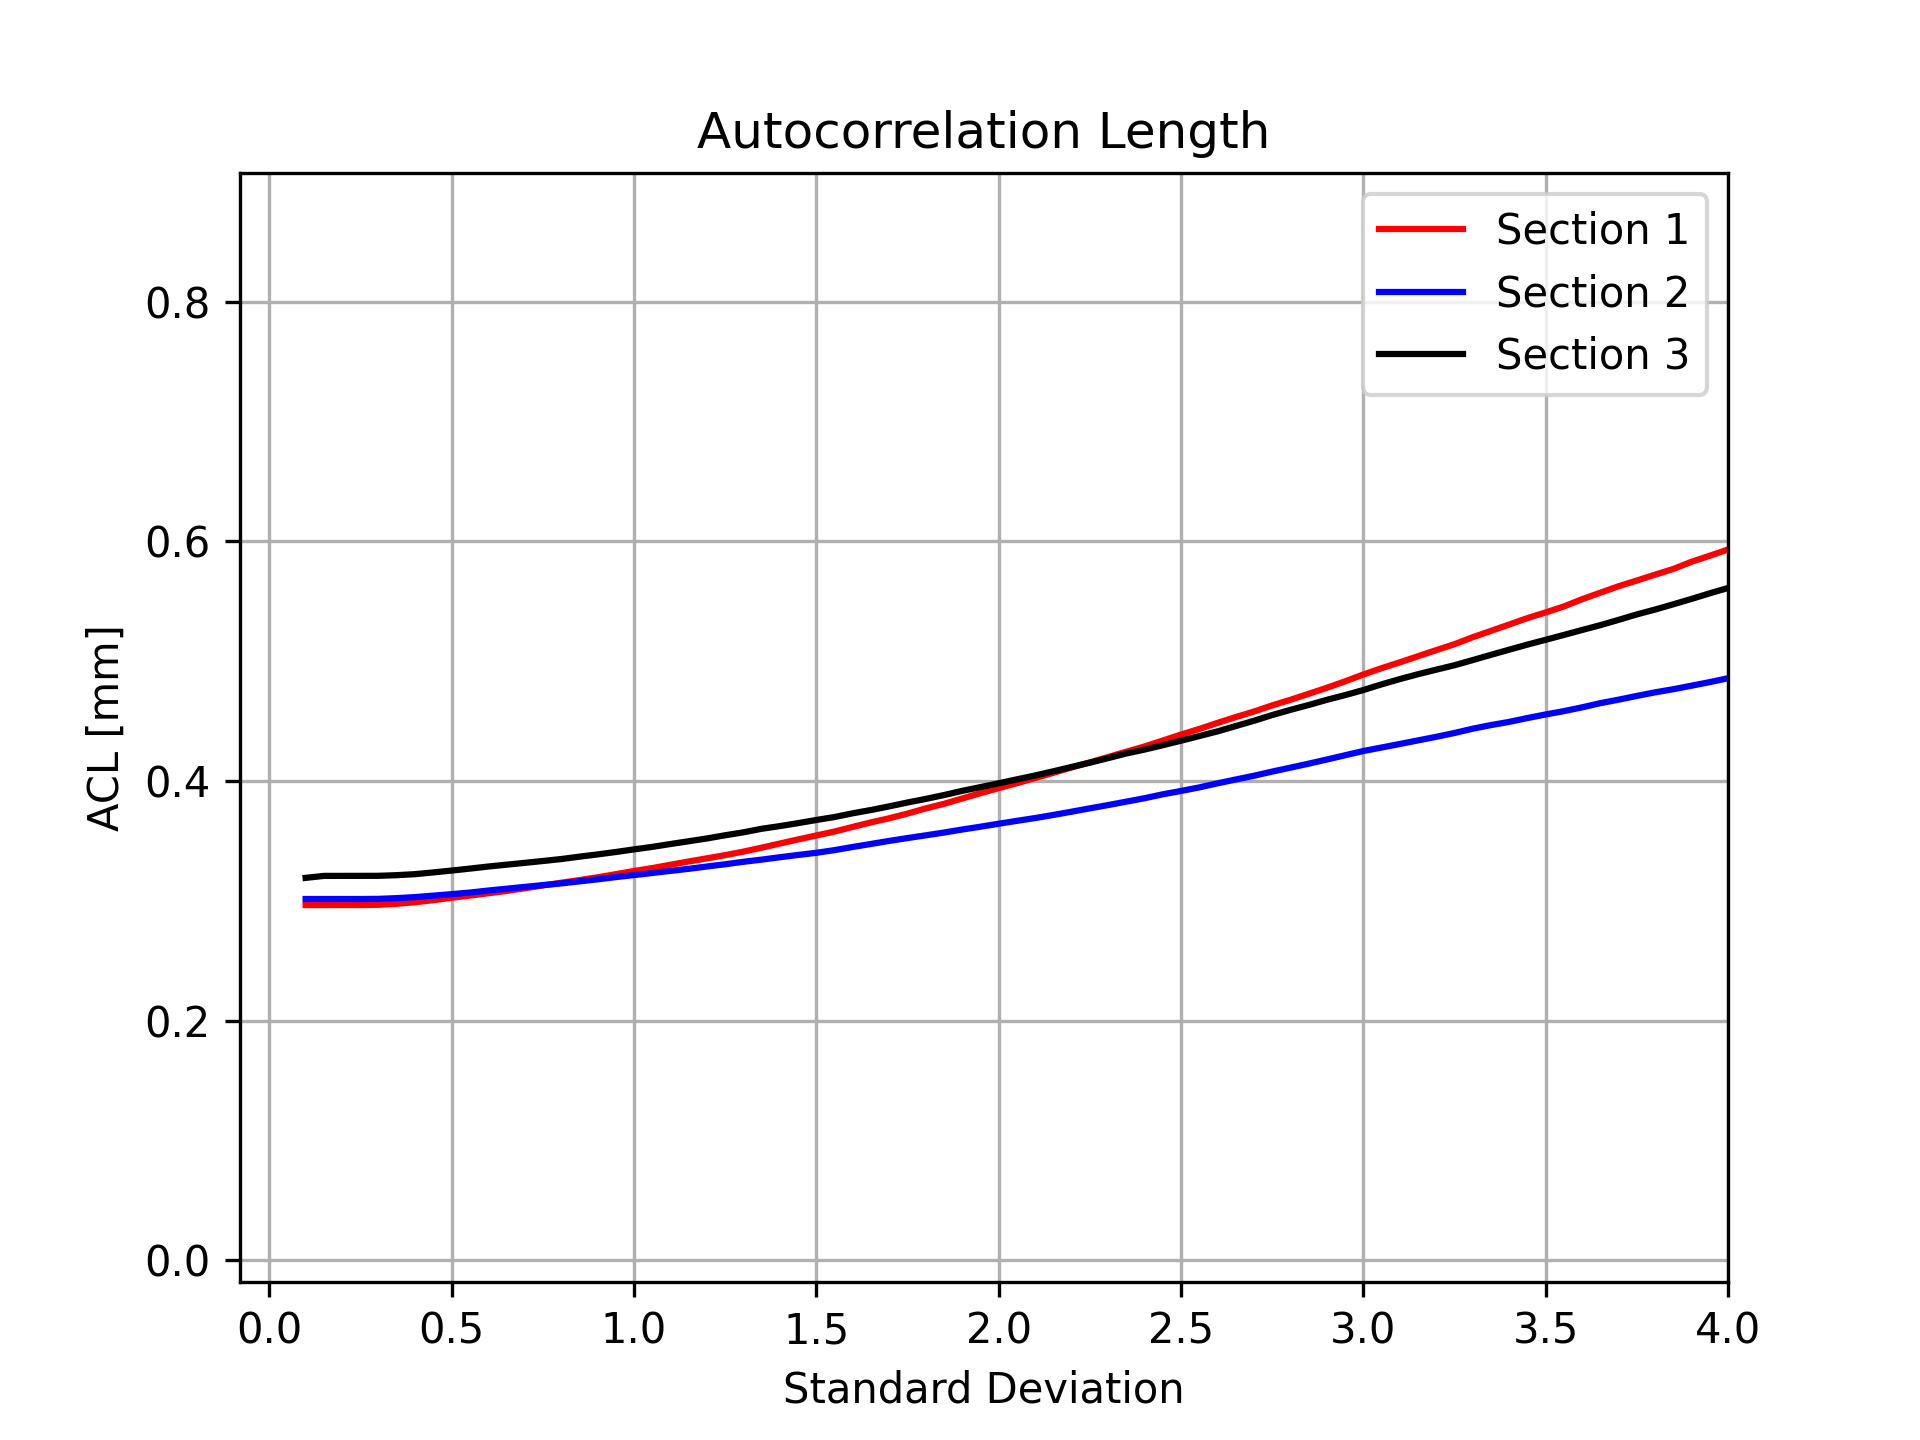 Autocorrelation Length
Section 1
Section 2
Section 3
ACL [mm]
0.8
0.6
0.4
0.2
0.0
0.0 0.5 1.0 1.5 2.0 2.5 3.0 3.5 4.0
Standard Deviation